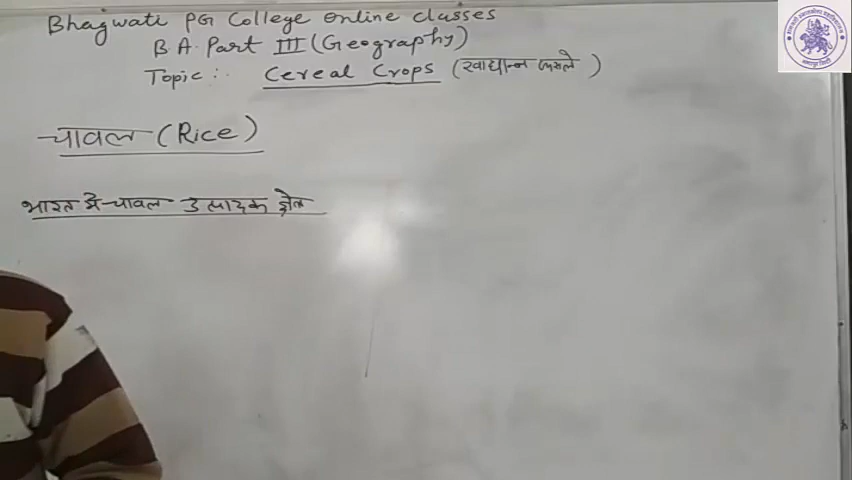 Bhagwati PG College online classes
B.A. Part III (Geography)
Topic :. Cereal Crops (खाद्यान्न फसले)
चावल (Rice)
भारत मे चावल उत्पादक क्षेत्र